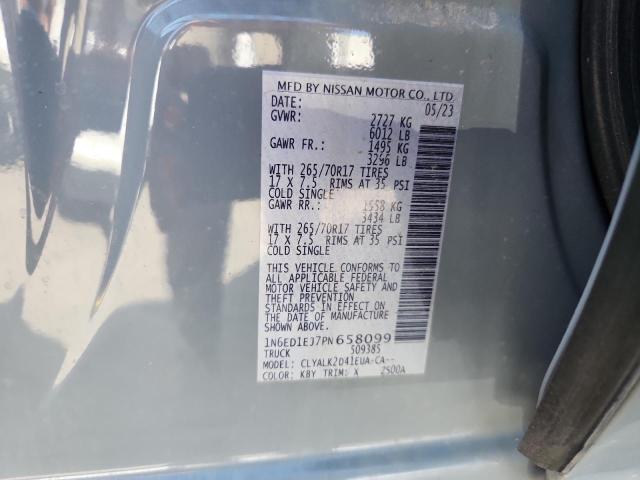 MFD BY NISSAN MOTOR CO., LTD.
DATE: 05/23
GVWR: 2727 KG
6012 LB
GAWR FR.: 1495 KG
3296 LB
WITH 265/70R17 TIRES
17 X 7.5 RIMS AT 35 PSI
COLD SINGLE
GAWR RR.: 1558 KG
3434 LB
WITH 265/70R17 TIRES
17 X 7.5 RIMS AT 35 PSI
COLD SINGLE
THIS VEHICLE CONFORMS TO
ALL APPLICABLE FEDERAL
MOTOR VEHICLE SAFETY AND
THEFT PREVENTION
STANDARDS IN EFFECT ON
THE DATE OF MANUFACTURE
SHOWN ABOVE.
1N6ED1EJ7PN658099
TRUCK 509385
MODEL: CLYALK2D41EUA-CA--
COLOR: KBY TRIM: X 2500A